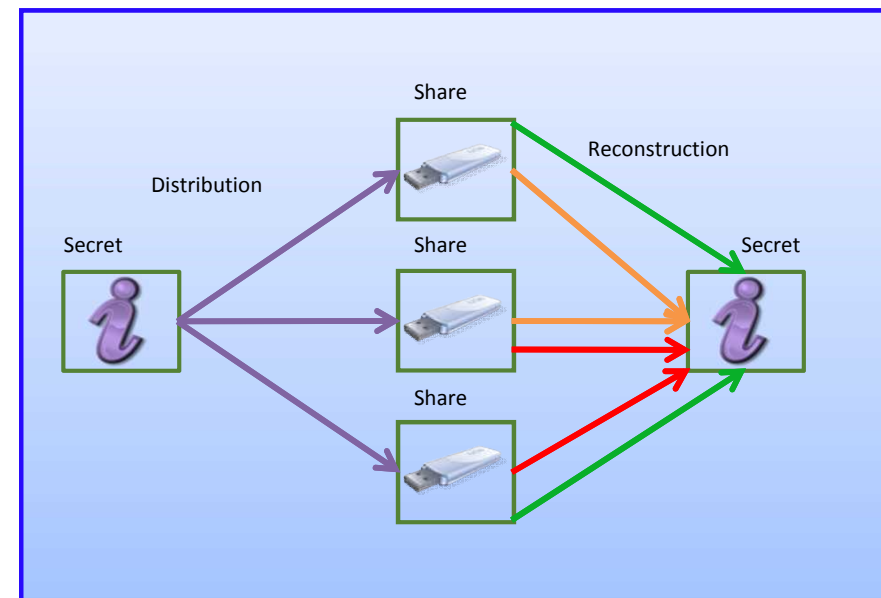 Share
Reconstruction
Distribution
Secret
Share
Secret
Share